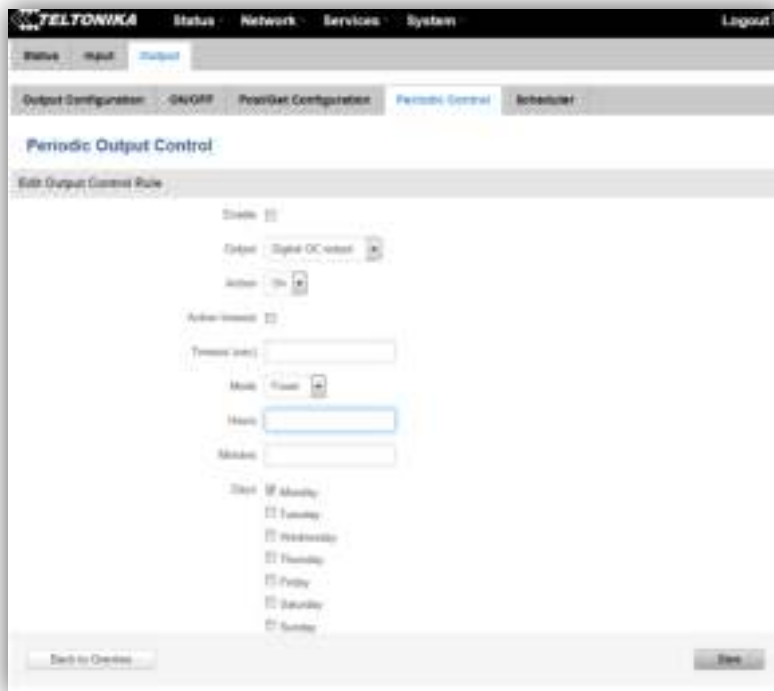 TELTONIKA Status Network Services System Logout
Status Input Output
Output Configuration ON/OFF Post/Get Configuration Periodic Control Scheduler
Periodic Output Control
Edit Output Control Rule
Enable
Output Digital OC output
Action On
Action timeout
Timeout (sec)
Mode Fixed
Hours
Minutes
Days Monday
Tuesday
Wednesday
Thursday
Friday
Saturday
Sunday
Back to Overview Save